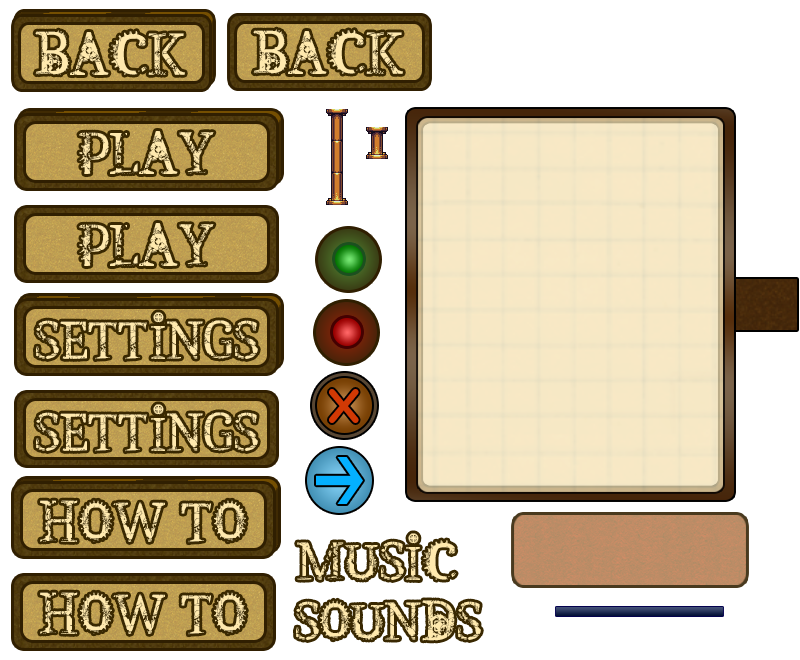 BACK
BACK
PLAY
PLAY
SETTINGS
SETTINGS
HOW TO
HOW TO
MUSIC
SOUNDS